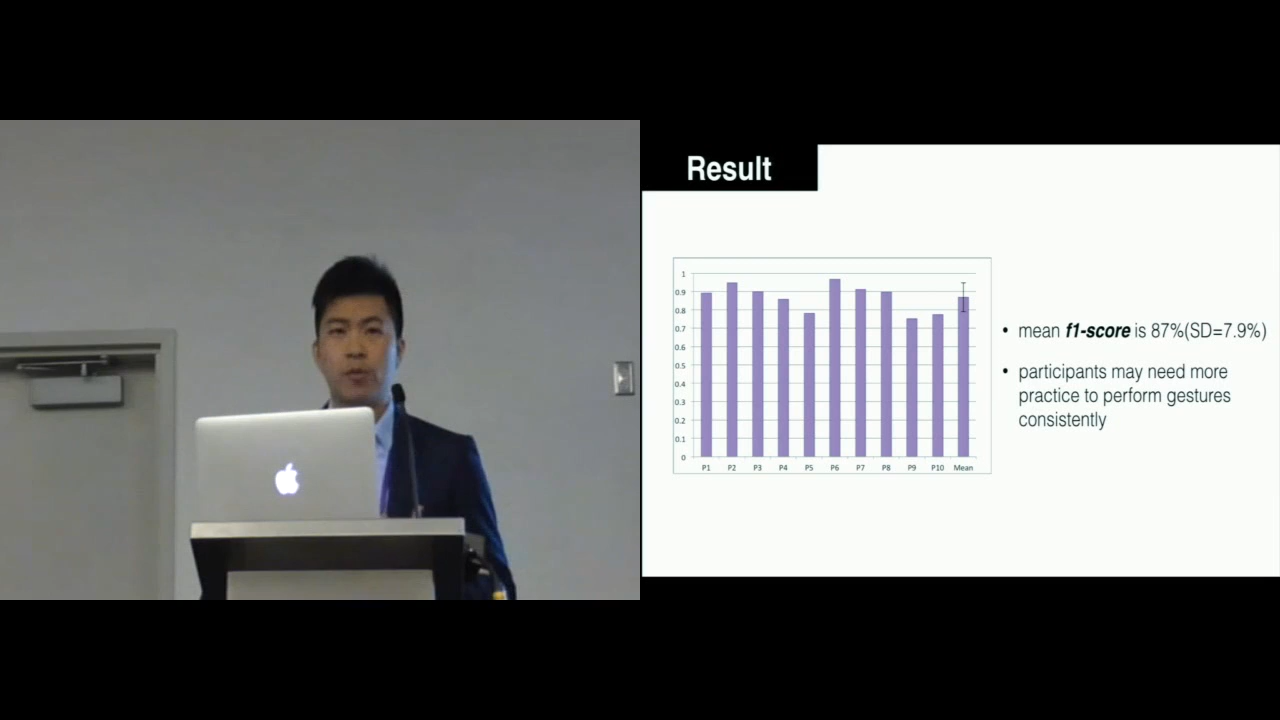 Result
1
0.9
0.8
0.7
0.6
0.5
0.4
0.3
0.2
0.1
0
P1 P2 P3 P4 P5 P6 P7 P8 P9 P10 Mean
• mean f1-score is 87%(SD=7.9%)
• participants may need more
practice to perform gestures
consistently